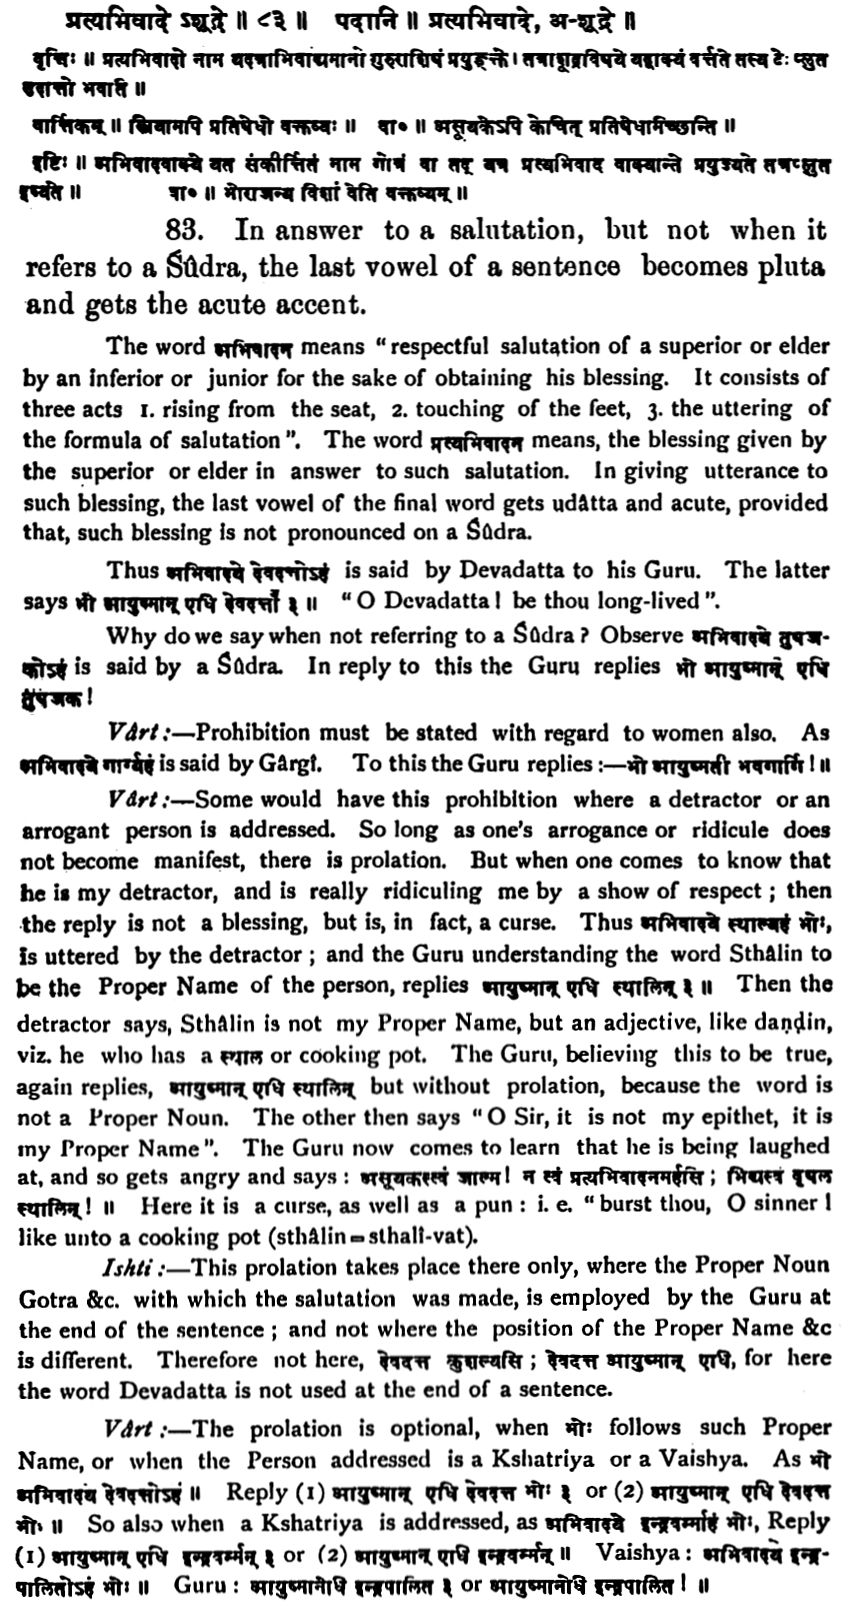 प्रत्यभिवादे ऽशूद्रे ॥ ८३ ॥ पदानि ॥ प्रत्यभिवादे, अ-शूद्रे ॥
वृत्तिः ॥ प्रत्यभिवादो नाम यदभाभिवाद्यमानो गुरुराशिषं प्रयुङ्क्ते । तत्राशूद्रविषये यद्वाक्यं वर्त्तते तस्य टेः प्लुत
उदात्तो भवति ॥
वार्त्तिकम् ॥ स्त्रियामपि प्रतिषेधो वक्तव्यः ॥ वा० ॥ असूयकेऽपि केचित् प्रतिषेधमिच्छन्ति ॥
इष्टिः ॥ अभिवादवाक्ये यत संकीर्त्तितं नाम गोत्रं वा तद् यत्र प्रत्यभिवाद वाक्यान्ते प्रयुज्यते तत्रप्लुत
इष्यते ॥ वा० ॥ भोराजन्य विशां वेति वक्तव्यम् ॥
83. In answer to a salutation, but not when it
refers to a Śûdra, the last vowel of a sentence becomes pluta
and gets the acute accent.
The word अभिवादन means “respectful salutation of a superior or elder
by an inferior or junior for the sake of obtaining his blessing. It consists of
three acts 1. rising from the seat, 2. touching of the feet, 3. the uttering of
the formula of salutation”. The word प्रत्यभिवादन means, the blessing given by
the superior or elder in answer to such salutation. In giving utterance to
such blessing, the last vowel of the final word gets udâtta and acute, provided
that, such blessing is not pronounced on a Śûdra.
Thus अभिवादये देवदत्तोऽहं is said by Devadatta to his Guru. The latter
says भो आयुष्मान् एधि देवदत्ताँ ३ ॥ “O Devadatta! be thou long-lived”.
Why do we say when not referring to a Śûdra? Observe अभिवादये तुषज-
कोऽहं is said by a Śûdra. In reply to this the Guru replies भो आयुष्मान् एधि
तुषजक!
Vârt:—Prohibition must be stated with regard to women also. As
अभिवादये गार्ग्यहं is said by Gârgî. To this the Guru replies:—भो आयुष्मती भवगार्गि! ॥
Vârt:—Some would have this prohibition where a detractor or an
arrogant person is addressed. So long as one's arrogance or ridicule does
not become manifest, there is prolation. But when one comes to know that
he is my detractor, and is really ridiculing me by a show of respect; then
the reply is not a blessing, but is, in fact, a curse. Thus अभिवादये स्थाल्यहं भोः,
is uttered by the detractor; and the Guru understanding the word Sthâlin to
be the Proper Name of the person, replies आयुष्मान् एधि स्थालिन् ३ ॥ Then the
detractor says, Sthâlin is not my Proper Name, but an adjective, like daṇḍin,
viz. he who has a स्थाल or cooking pot. The Guru, believing this to be true,
again replies, आयुष्मान् एधि स्थालिन् but without prolation, because the word is
not a Proper Noun. The other then says “O Sir, it is not my epithet, it is
my Proper Name”. The Guru now comes to learn that he is being laughed
at, and so gets angry and says: असूयकस्त्वं जाल्म! न त्वं प्रत्यभिवादनमर्हसि; भिद्यस्व वृषल
स्थालिन्! ॥ Here it is a curse, as well as a pun: i. e. “burst thou, O sinner!
like unto a cooking pot (sthâlin=sthalî-vat).
Ishti:—This prolation takes place there only, where the Proper Noun
Gotra &c. with which the salutation was made, is employed by the Guru at
the end of the sentence; and not where the position of the Proper Name &c
is different. Therefore not here, देवदत्त कुशल्यसि; देवदत्त आयुष्मान् एधि, for here
the word Devadatta is not used at the end of a sentence.
Vârt:—The prolation is optional, when भोः follows such Proper
Name, or when the Person addressed is a Kshatriya or a Vaishya. As भो
अभिवादये देवदत्तोऽहं ॥ Reply (1) आयुष्मान् एधि देवदत्त भोः ३ or (2) आयुष्मान् एधि देवदत्त
भोः ॥ So also when a Kshatriya is addressed, as अभिवादये इन्द्रवर्म्माहं भोः, Reply
(1) आयुष्मान् एधि इन्द्रवर्म्मन् ३ or (2) आयुष्मान् एधि इन्द्रवर्म्मन् ॥ Vaishya: अभिवादये इन्द्र-
पालितोऽहं भोः ॥ Guru: आयुष्मानेधि इन्द्रपालित ३ or आयुष्मानेधि इन्द्रपालित! ॥